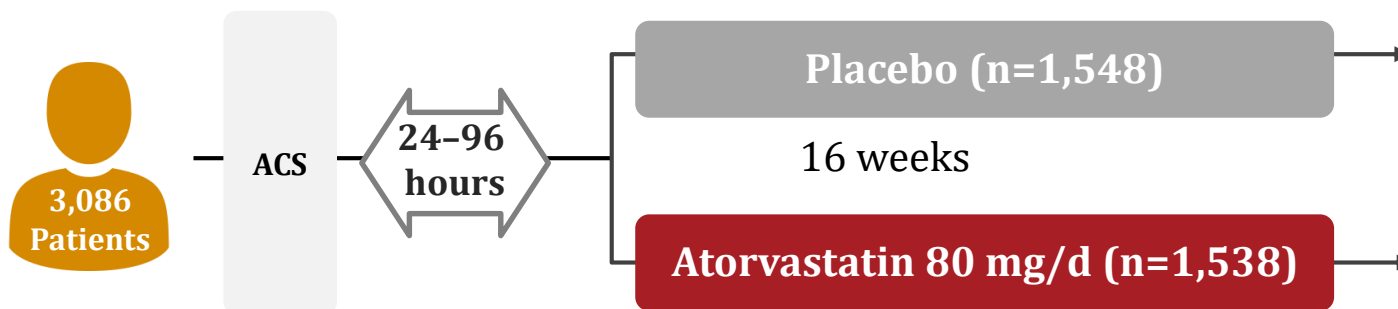 3,086
Patients
ACS
24–96
hours
Placebo (n=1,548)
16 weeks
Atorvastatin 80 mg/d (n=1,538)